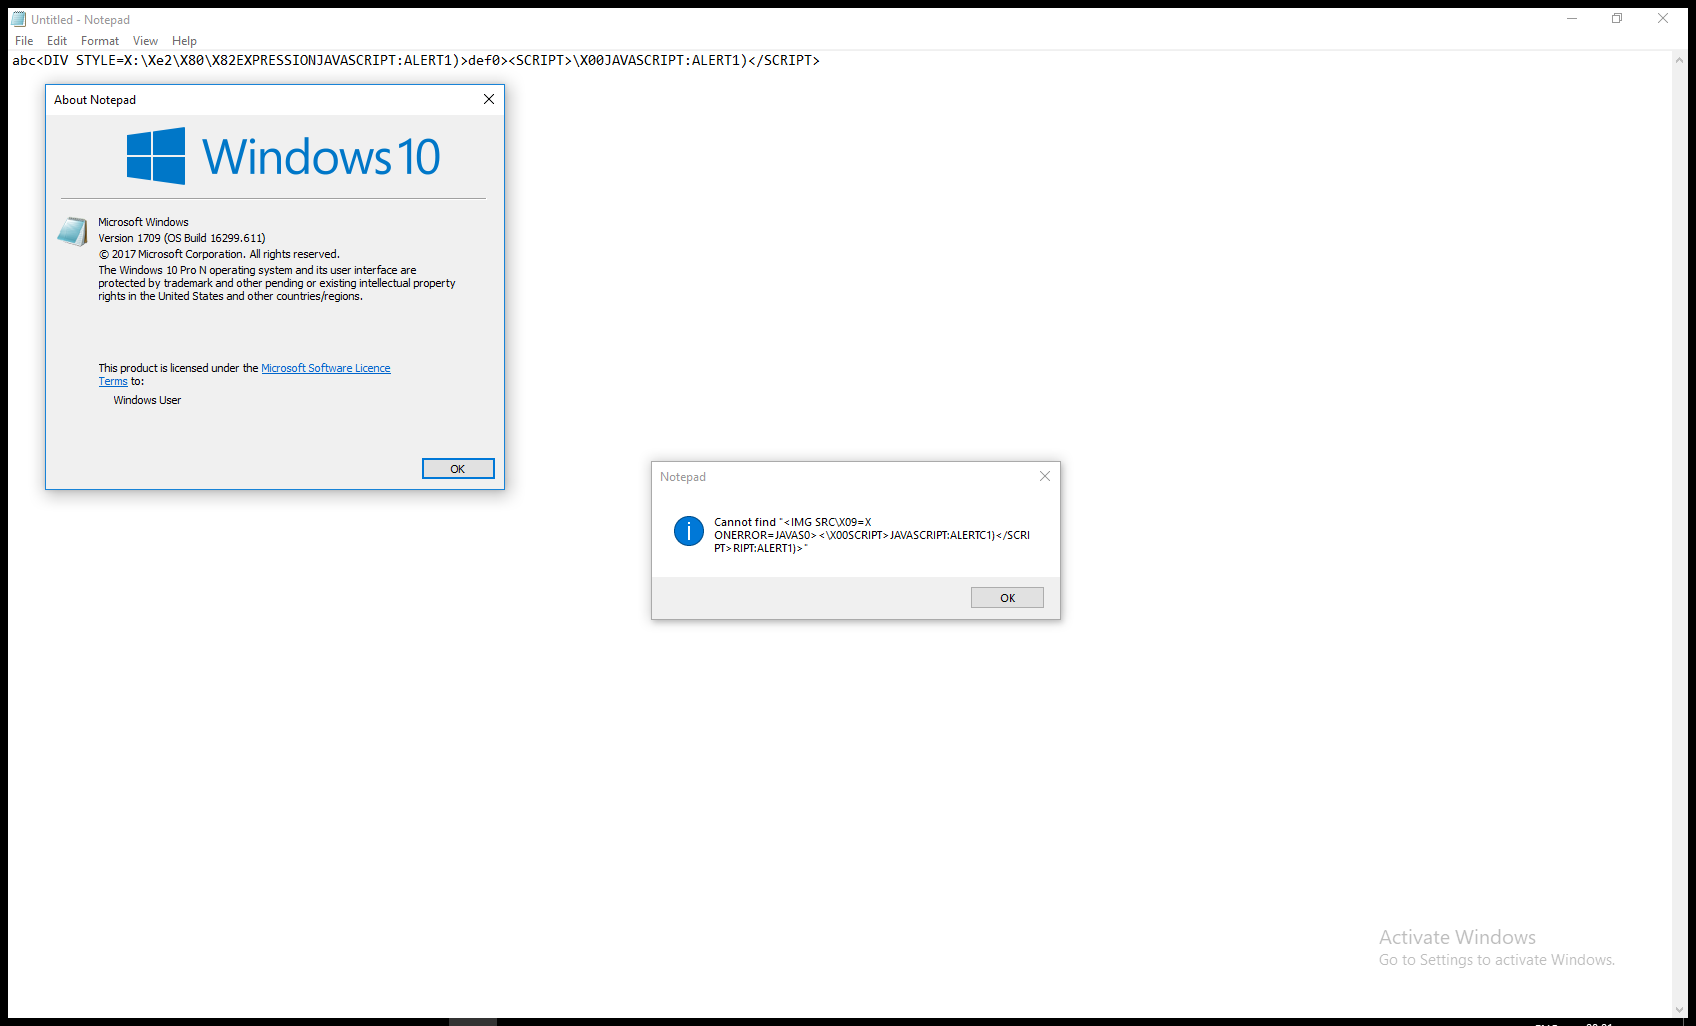 Untitled - Notepad
File Edit Format View Help
abc<DIV STYLE=X:\Xe2\X80\X82EXPRESSIONJAVASCRIPT:ALERT1)>def0><SCRIPT>\X00JAVASCRIPT:ALERT1)</SCRIPT>
About Notepad
Windows 10
Microsoft Windows
Version 1709 (OS Build 16299.611)
© 2017 Microsoft Corporation. All rights reserved.
The Windows 10 Pro N operating system and its user interface are
protected by trademark and other pending or existing intellectual property
rights in the United States and other countries/regions.
This product is licensed under the Microsoft Software Licence
Terms to:
Windows User
OK
Notepad
Cannot find "<IMG SRC\X09=X
ONERROR=JAVAS0><\X00SCRIPT>JAVASCRIPT:ALERTC1)</SCRI
PT>RIPT:ALERT1)>"
OK
Activate Windows
Go to Settings to activate Windows.